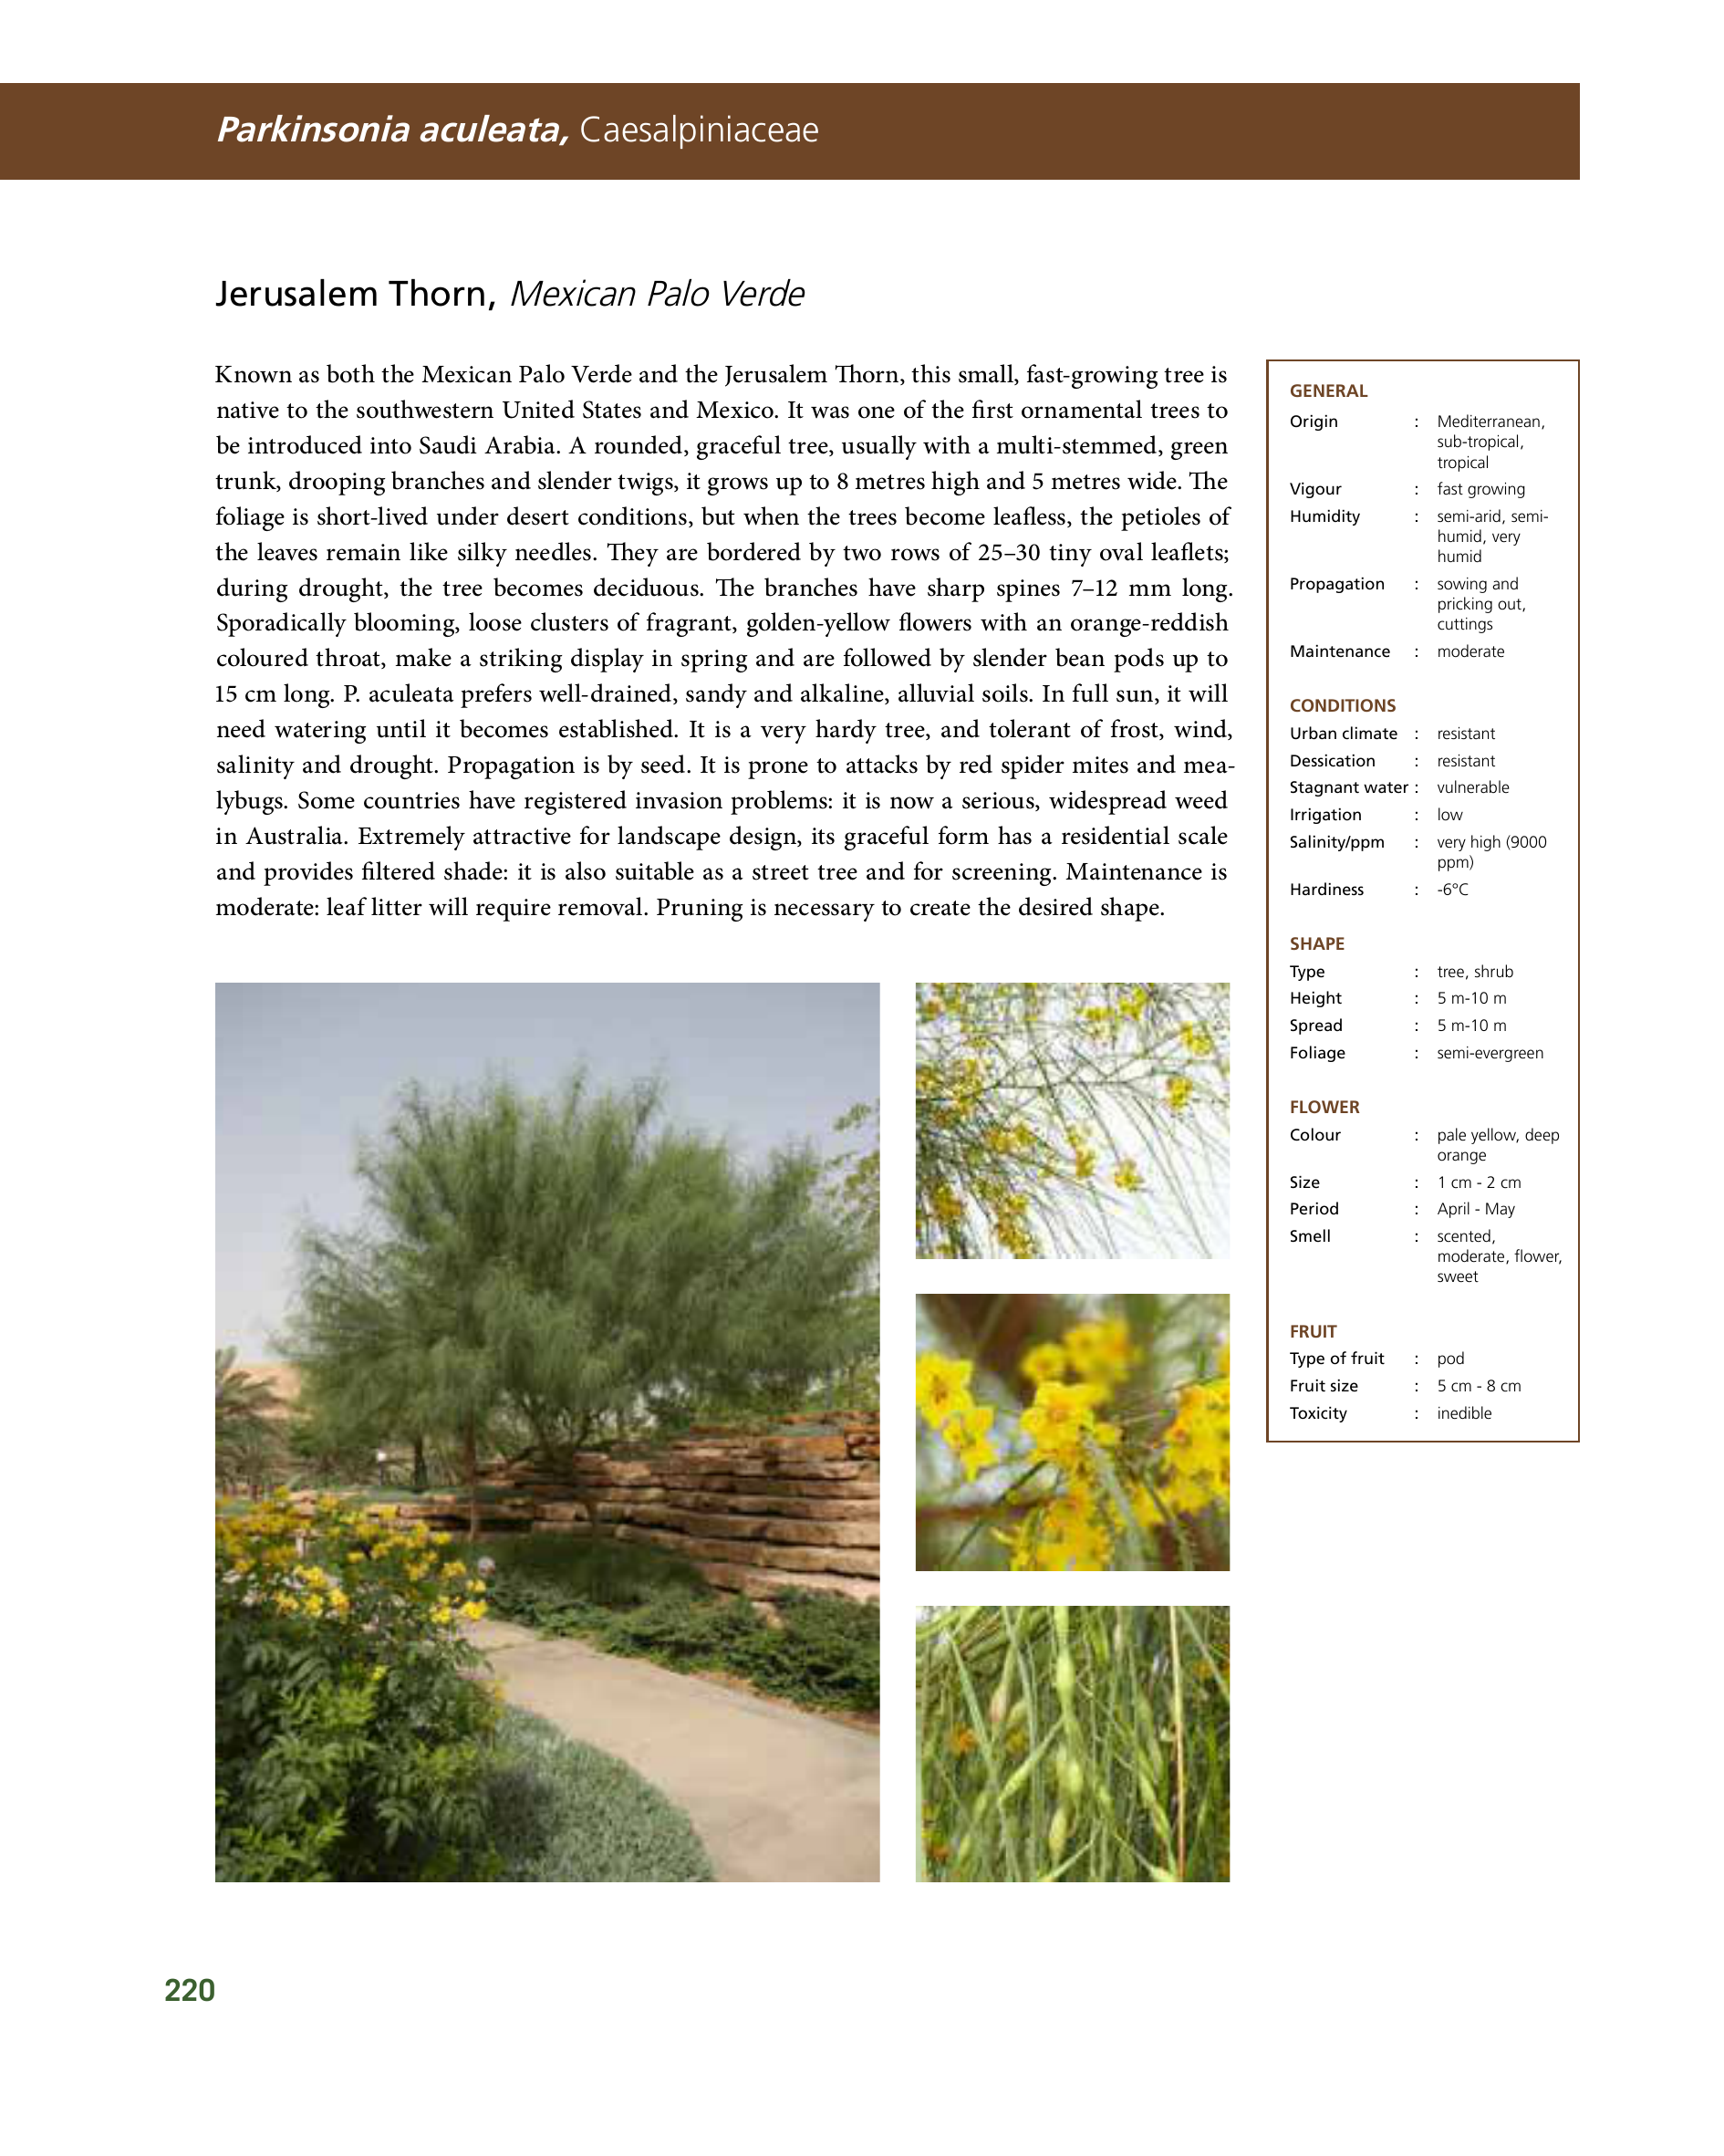 Parkinsonia aculeata, Caesalpiniaceae
Jerusalem Thorn, Mexican Palo Verde
Known as both the Mexican Palo Verde and the Jerusalem Thorn, this small, fast-growing tree is
native to the southwestern United States and Mexico. It was one of the first ornamental trees to
be introduced into Saudi Arabia. A rounded, graceful tree, usually with a multi-stemmed, green
trunk, drooping branches and slender twigs, it grows up to 8 metres high and 5 metres wide. The
foliage is short-lived under desert conditions, but when the trees become leafless, the petioles of
the leaves remain like silky needles. They are bordered by two rows of 25–30 tiny oval leaflets;
during drought, the tree becomes deciduous. The branches have sharp spines 7–12 mm long.
Sporadically blooming, loose clusters of fragrant, golden-yellow flowers with an orange-reddish
coloured throat, make a striking display in spring and are followed by slender bean pods up to
15 cm long. P. aculeata prefers well-drained, sandy and alkaline, alluvial soils. In full sun, it will
need watering until it becomes established. It is a very hardy tree, and tolerant of frost, wind,
salinity and drought. Propagation is by seed. It is prone to attacks by red spider mites and mea-
lybugs. Some countries have registered invasion problems: it is now a serious, widespread weed
in Australia. Extremely attractive for landscape design, its graceful form has a residential scale
and provides filtered shade: it is also suitable as a street tree and for screening. Maintenance is
moderate: leaf litter will require removal. Pruning is necessary to create the desired shape.
GENERAL
Origin : Mediterranean,
sub-tropical,
tropical
Vigour : fast growing
Humidity : semi-arid, semi-
humid, very
humid
Propagation : sowing and
pricking out,
cuttings
Maintenance : moderate
CONDITIONS
Urban climate : resistant
Dessication : resistant
Stagnant water : vulnerable
Irrigation : low
Salinity/ppm : very high (9000
ppm)
Hardiness : -6°C
SHAPE
Type : tree, shrub
Height : 5 m-10 m
Spread : 5 m-10 m
Foliage : semi-evergreen
FLOWER
Colour : pale yellow, deep
orange
Size : 1 cm - 2 cm
Period : April - May
Smell : scented,
moderate, flower,
sweet
FRUIT
Type of fruit : pod
Fruit size : 5 cm - 8 cm
Toxicity : inedible
220